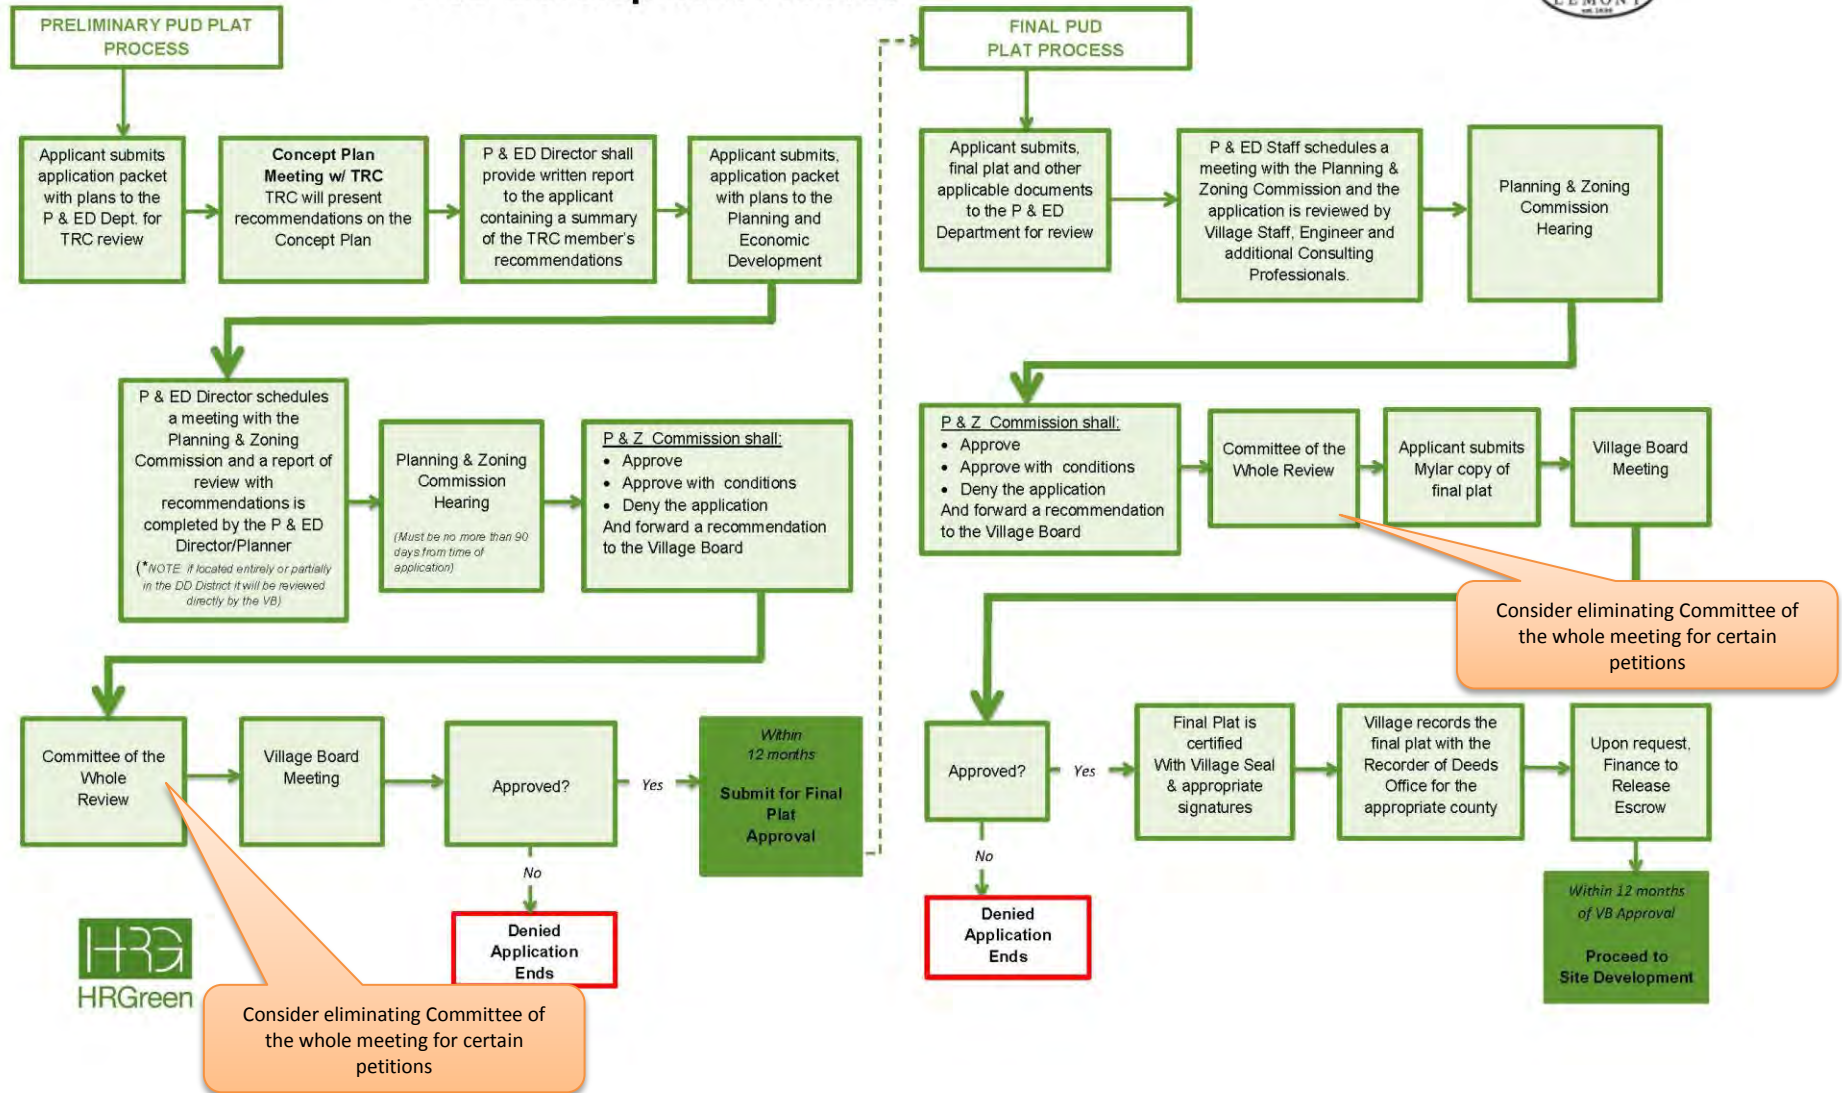 LEMONT
PRELIMINARY PUD PLAT
PROCESS
Applicant submits
application packet
with plans to the
P & ED Dept. for
TRC review
Concept Plan
Meeting w/ TRC
TRC will present
recommendations on the
Concept Plan
P & ED Director shall
provide written report
to the applicant
containing a summary
of the TRC member's
recommendations
Applicant submits,
application packet
with plans to the
Planning and
Economic
Development
P & ED Director schedules
a meeting with the
Planning & Zoning
Commission and a report of
review with
recommendations is
completed by the P & ED
Director/Planner
(*NOTE: if located entirely or partially
in the DD District it will be reviewed
directly by the VB)
Planning & Zoning
Commission
Hearing
(Must be no more than 90
days from time of
application)
P & Z Commission shall:
• Approve
• Approve with conditions
• Deny the application
And forward a recommendation
to the Village Board
Committee of the
Whole
Review
Village Board
Meeting
Approved?
Yes
Within
12 months
Submit for Final
Plat
Approval
No
Denied
Application
Ends
HRG
HRGreen
Consider eliminating Committee of
the whole meeting for certain
petitions
FINAL PUD
PLAT PROCESS
Applicant submits,
final plat and other
applicable documents
to the P & ED
Department for review
P & ED Staff schedules a
meeting with the Planning &
Zoning Commission and the
application is reviewed by
Village Staff, Engineer and
additional Consulting
Professionals.
Planning & Zoning
Commission
Hearing
P & Z Commission shall:
• Approve
• Approve with conditions
• Deny the application
And forward a recommendation
to the Village Board
Committee of the
Whole Review
Applicant submits
Mylar copy of
final plat
Village Board
Meeting
Consider eliminating Committee of
the whole meeting for certain
petitions
Approved?
Yes
Final Plat is
certified
With Village Seal
& appropriate
signatures
Village records the
final plat with the
Recorder of Deeds
Office for the
appropriate county
Upon request,
Finance to
Release
Escrow
No
Denied
Application
Ends
Within 12 months
of VB Approval
Proceed to
Site Development